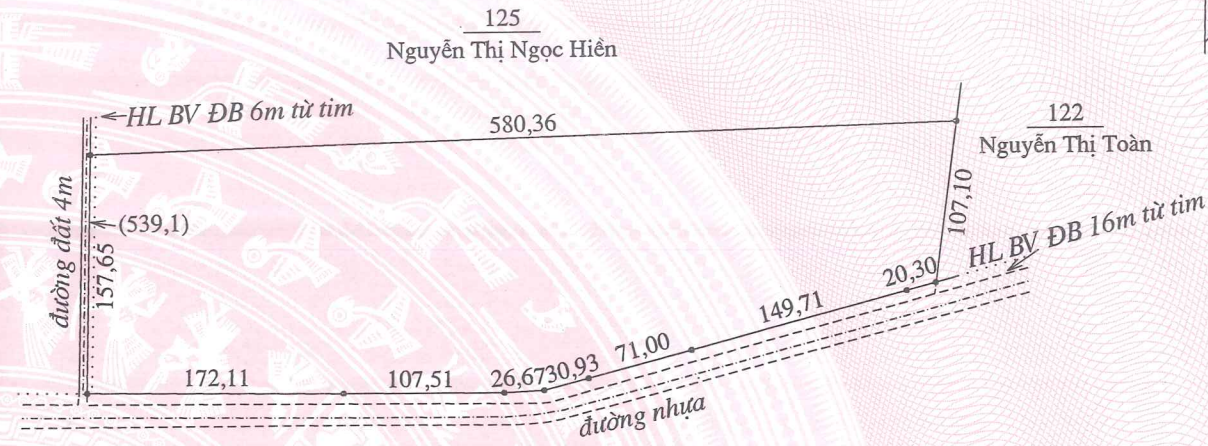 125
Nguyễn Thị Ngọc Hiền
HL BV ĐB 6m từ tim
580,36
122
Nguyễn Thị Toàn
đường đất 4m
(539,1)
157,65
107,10
HL BV ĐB 16m từ tim
20,30
149,71
71,00
30,93
26,67
107,51
172,11
đường nhựa